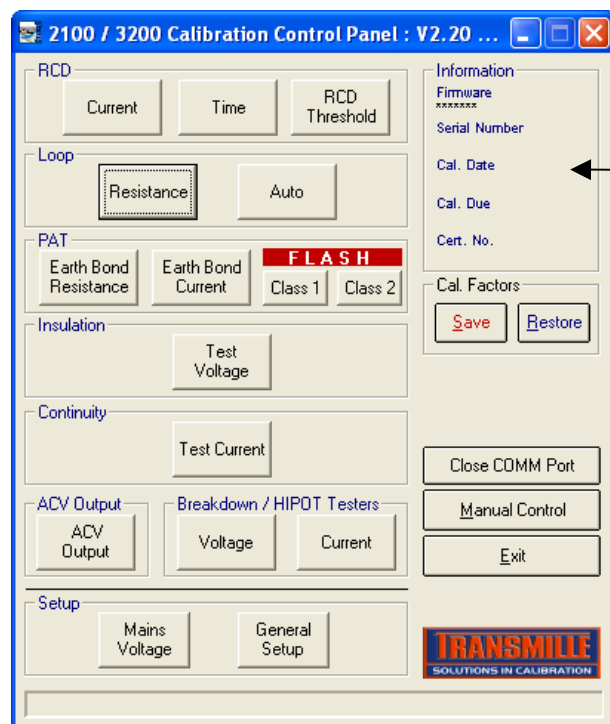 2100 / 3200 Calibration Control Panel : V2.20 ...
RCD
Current
Time
RCD
Threshold
Loop
Resistance
Auto
PAT
Earth Bond
Resistance
Earth Bond
Current
FLASH
Class 1
Class 2
Insulation
Test
Voltage
Continuity
Test Current
ACV Output
ACV
Output
Breakdown / HIPOT Testers
Voltage
Current
Setup
Mains
Voltage
General
Setup
Information
Firmware
*******
Serial Number
Cal. Date
Cal. Due
Cert. No.
Cal. Factors
Save
Restore
Close COMM Port
Manual Control
Exit
TRANSMILLE
SOLUTIONS IN CALIBRATION